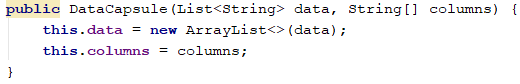 public DataCapsule(List<String> data, String[] columns) {
this.data = new ArrayList<>(data);
this.columns = columns;
}